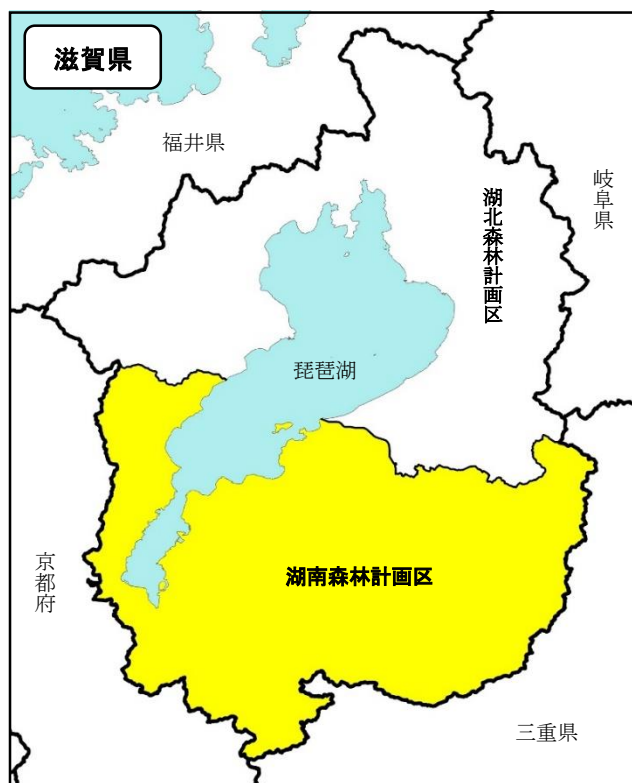 滋賀県
福井県
岐阜県
湖北森林計画区
琵琶湖
京都府
湖南森林計画区
三重県